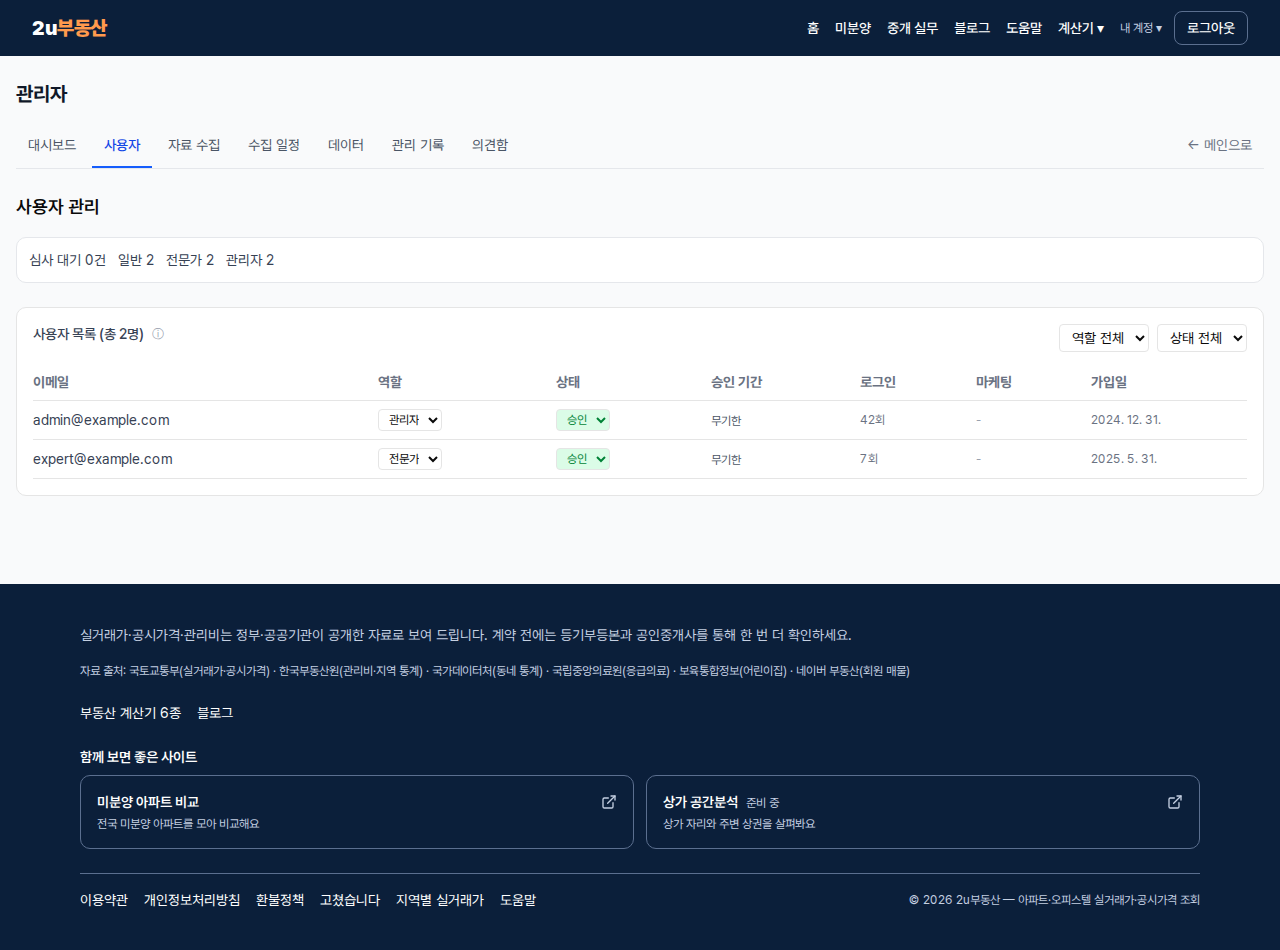 2u부동산 홈 미분양 중개 실무 블로그 도움말 계산기 ▾ 내 계정 ▾ 로그아웃
관리자
대시보드 사용자 자료 수집 수집 일정 데이터 관리 기록 의견함 ← 메인으로
사용자 관리
심사 대기 0건 일반 2 전문가 2 관리자 2
사용자 목록 (총 2명) ⓘ 역할 전체 상태 전체
이메일 역할 상태 승인 기간 로그인 마케팅 가입일
admin@example.com 관리자 승인 무기한 42회 - 2024. 12. 31.
expert@example.com 전문가 승인 무기한 7회 - 2025. 5. 31.
실거래가·공시가격·관리비는 정부·공공기관이 공개한 자료로 보여 드립니다. 계약 전에는 등기부등본과 공인중개사를 통해 한 번 더 확인하세요.
자료 출처: 국토교통부(실거래가·공시가격) · 한국부동산원(관리비·지역 통계) · 국가데이터처(동네 통계) · 국립중앙의료원(응급의료) · 보육통합정보(어린이집) · 네이버 부동산(회원 매물)
부동산 계산기 6종 블로그
함께 보면 좋은 사이트
미분양 아파트 비교
전국 미분양 아파트를 모아 비교해요
상가 공간분석 준비 중
상가 자리와 주변 상권을 살펴봐요
이용약관 개인정보처리방침 환불정책 고쳤습니다 지역별 실거래가 도움말 © 2026 2u부동산 — 아파트·오피스텔 실거래가·공시가격 조회